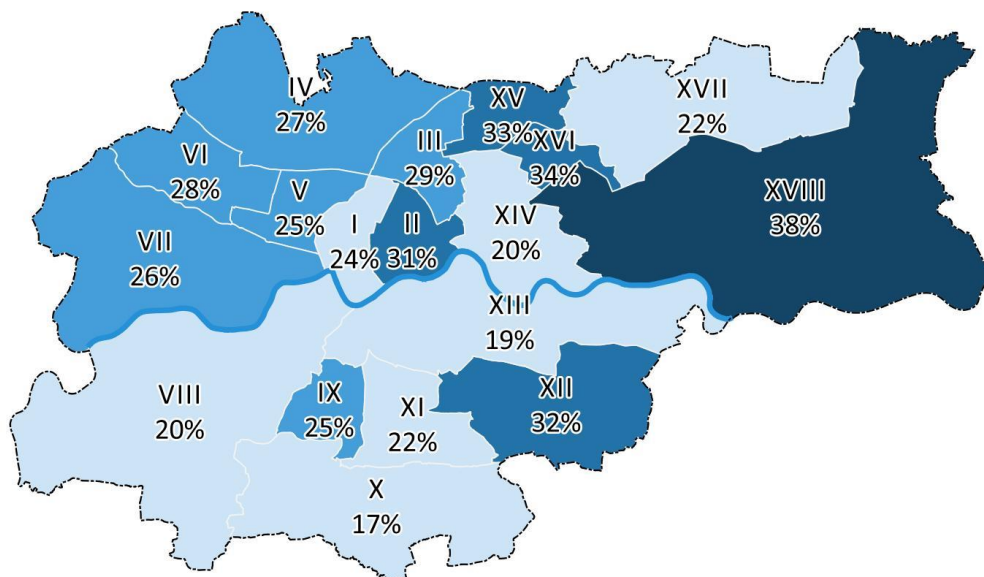 IV
27%
XVII
22%
XV
33%
XVI
34%
III
29%
VI
28%
V
25%
XVIII
38%
I
24%
II
31%
XIV
20%
VII
26%
XIII
19%
VIII
20%
IX
25%
XI
22%
XII
32%
X
17%